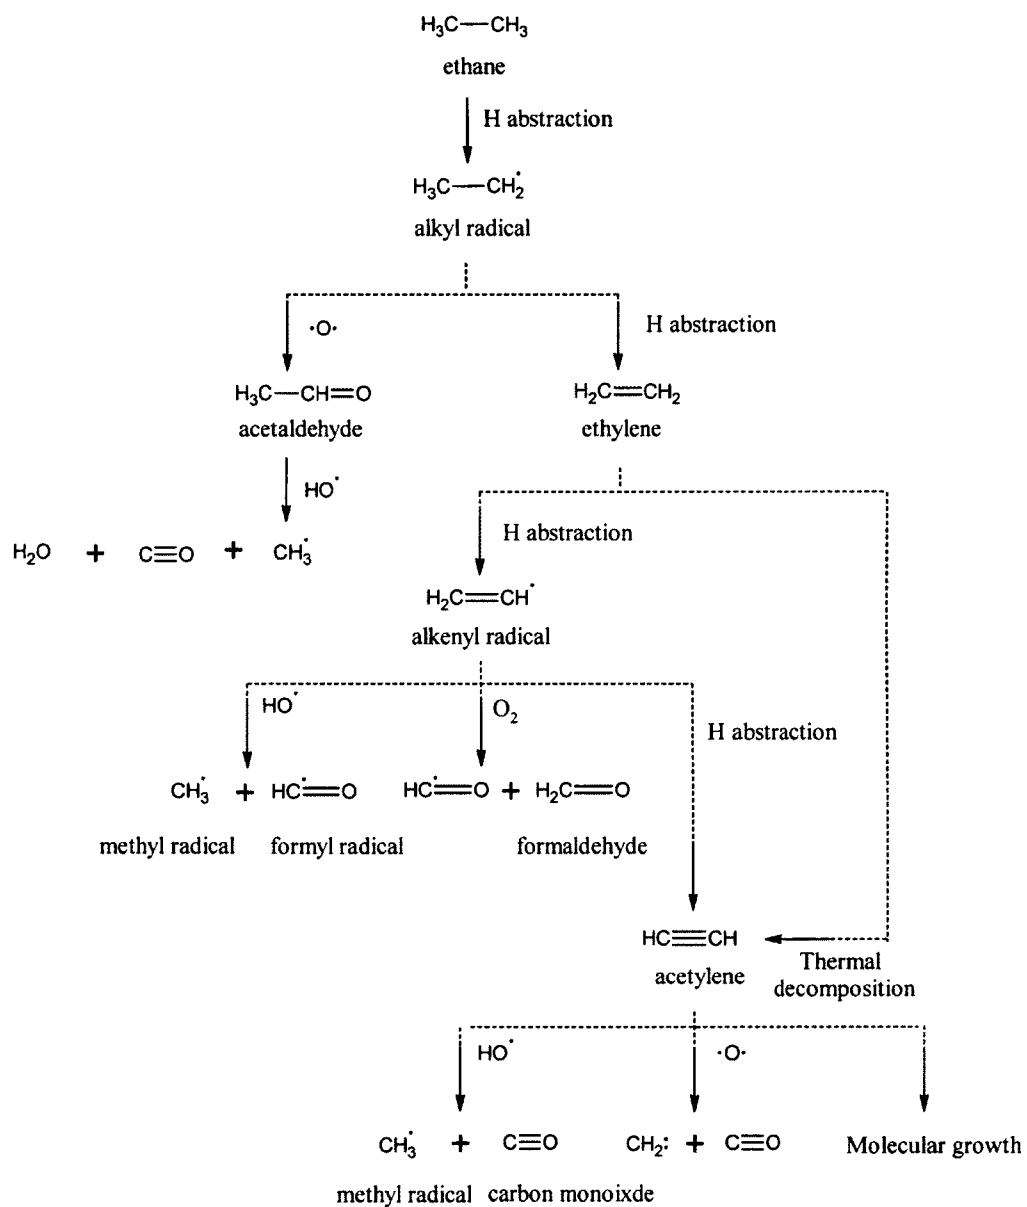 H₃C—CH₃
ethane
H abstraction
H₃C—CH₂˙
alkyl radical
·O·
H abstraction
H₃C—CH=O
H₂C=CH₂
acetaldehyde
ethylene
HO˙
H abstraction
H₂O + C≡O + CH₃˙
H₂C=CH˙
alkenyl radical
HO˙
O₂
H abstraction
CH₃˙ + HC˙=O
HC˙=O + H₂C=O
methyl radical
formyl radical
formaldehyde
HC≡CH
acetylene
Thermal
decomposition
HO˙
·O·
CH₃˙ + C≡O
CH₂: + C≡O
Molecular growth
methyl radical
carbon monoixde